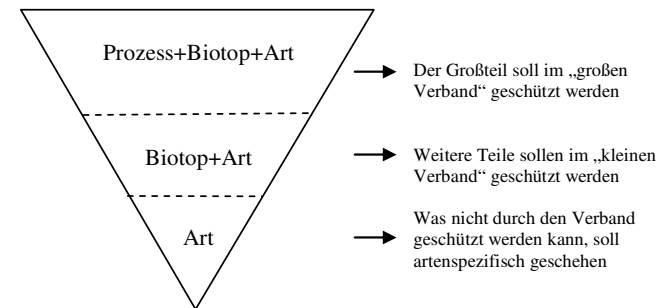 Prozess+Biotop+Art
Der Großteil soll im „großen
Verband“ geschützt werden
Biotop+Art
Weitere Teile sollen im „kleinen
Verband“ geschützt werden
Art
Was nicht durch den Verband
geschützt werden kann, soll
artenspezifisch geschehen